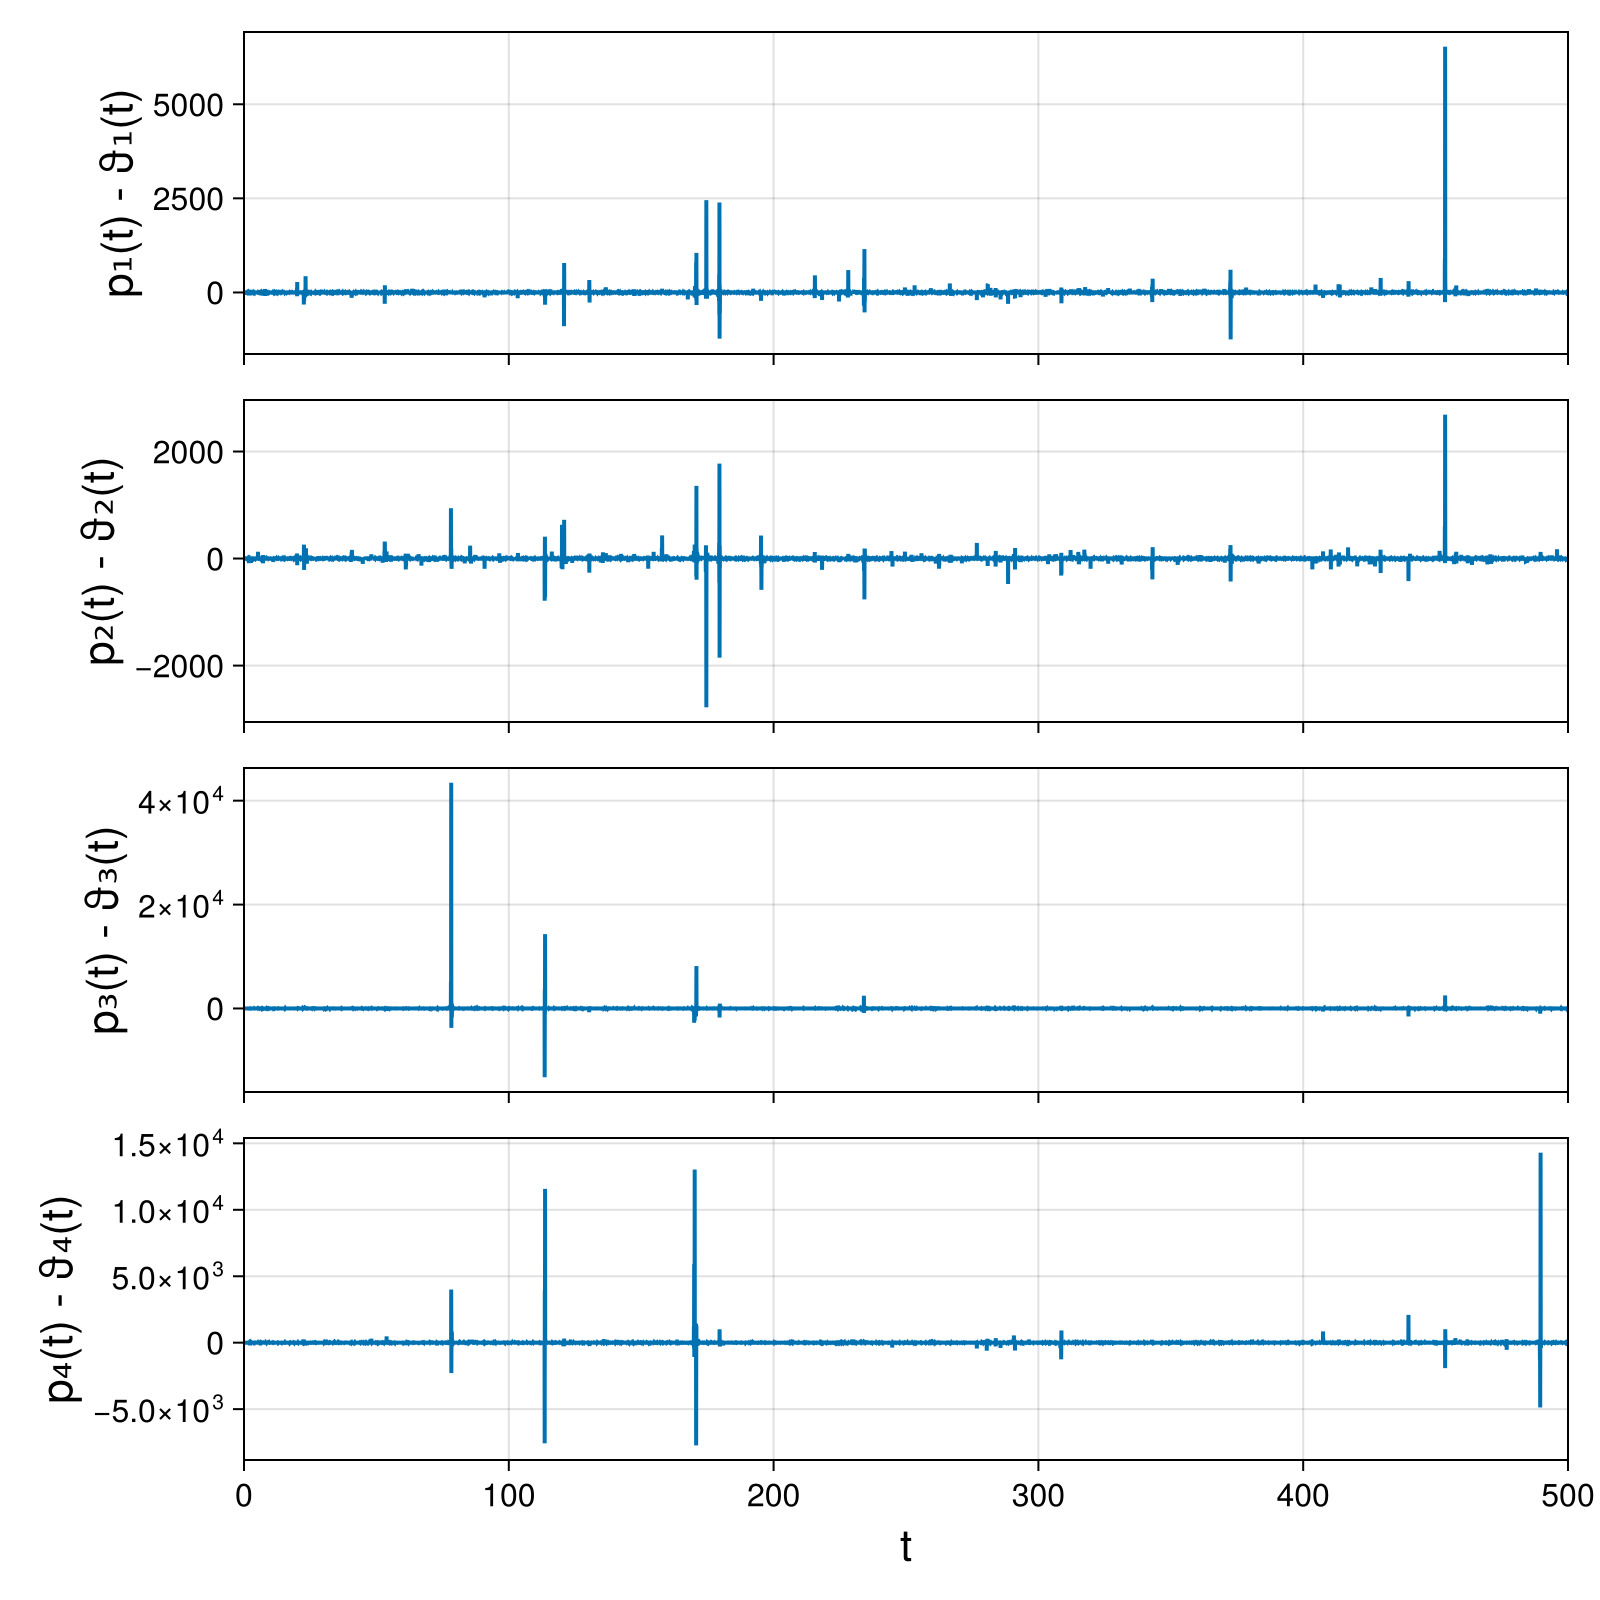 p₁(t) - ϑ₁(t)
5000
2500
0
p₂(t) - ϑ₂(t)
2000
0
−2000
p₃(t) - ϑ₃(t)
4×10⁴
2×10⁴
0
p₄(t) - ϑ₄(t)
1.5×10⁴
1.0×10⁴
5.0×10³
0
−5.0×10³
0 100 200 300 400 500
t